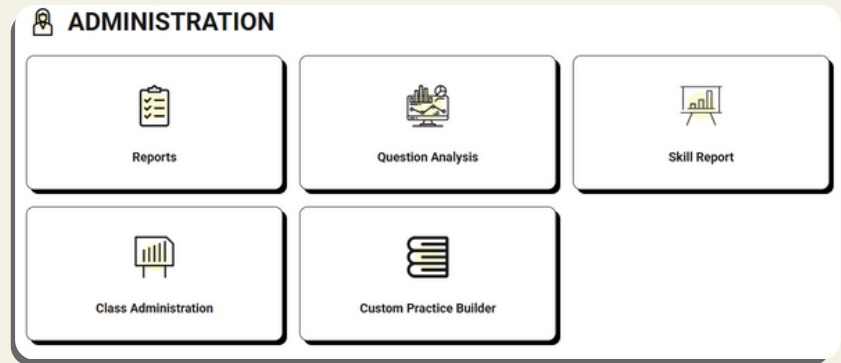 ADMINISTRATION
Reports
Question Analysis
Skill Report
Class Administration
Custom Practice Builder